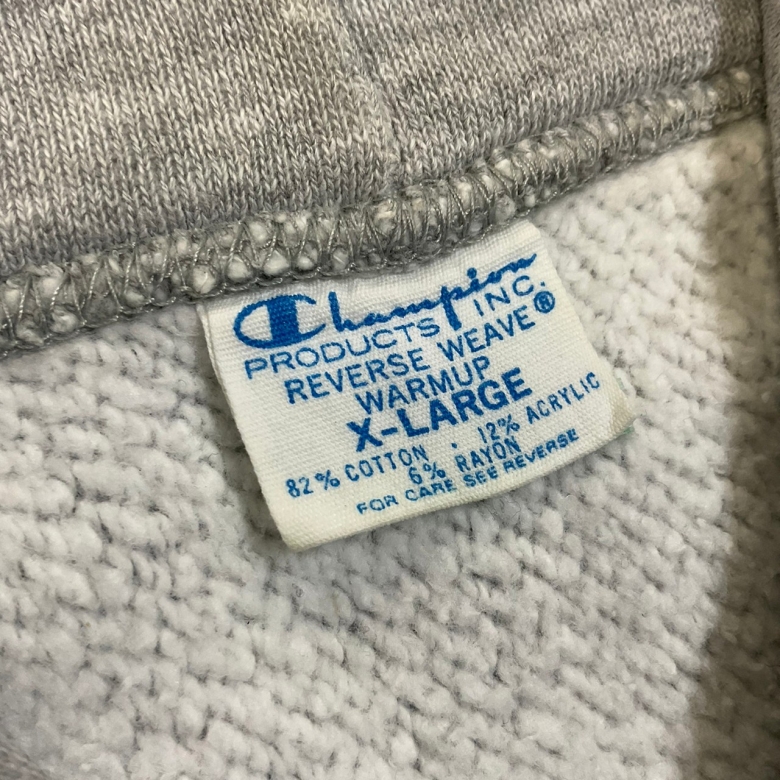 Champion
PRODUCTS INC.
REVERSE WEAVE®
WARMUP
X-LARGE
82% COTTON . 12% ACRYLIC
6% RAYON
FOR CARE SEE REVERSE